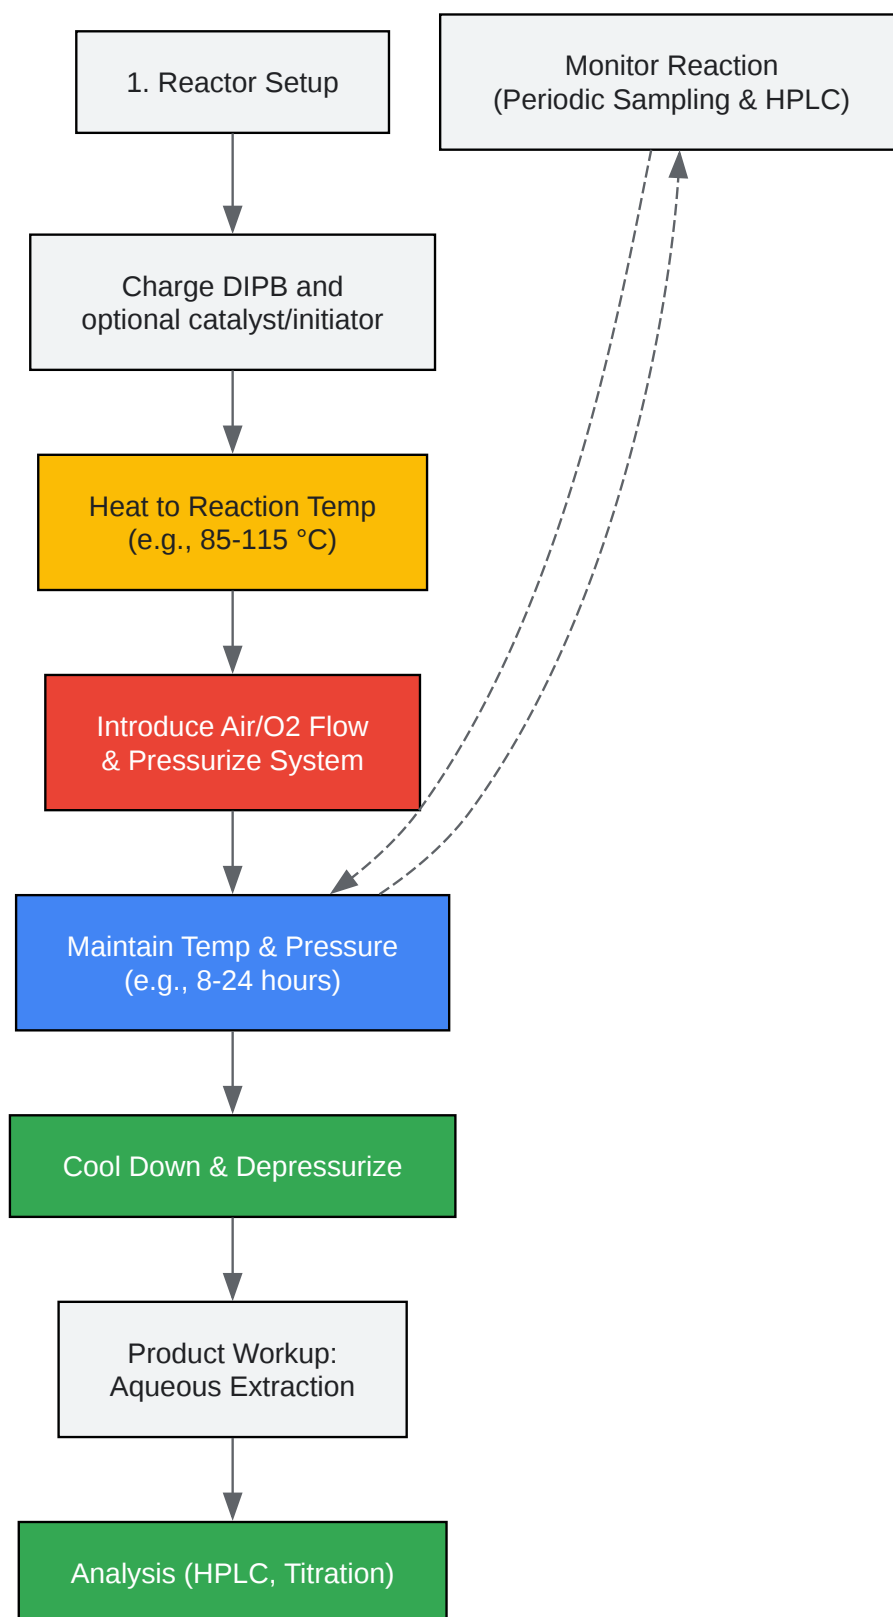 1. Reactor Setup
Monitor Reaction
(Periodic Sampling & HPLC)
Charge DIPB and
optional catalyst/initiator
Heat to Reaction Temp
(e.g., 85-115 °C)
Introduce Air/O2 Flow
& Pressurize System
Maintain Temp & Pressure
(e.g., 8-24 hours)
Cool Down & Depressurize
Product Workup:
Aqueous Extraction
Analysis (HPLC, Titration)